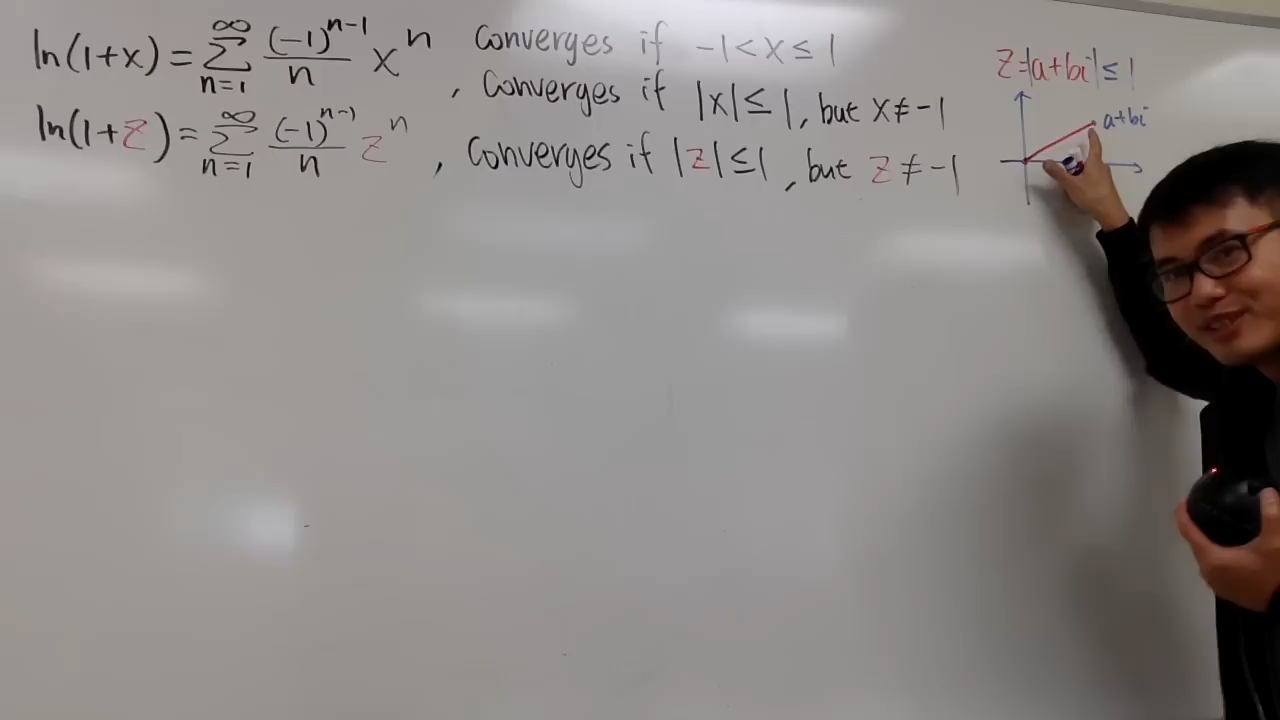 ln(1+x) = ∞ Σ n=1 (-1)^(n-1)/n x^n Converges if -1 < x ≤ 1
, Converges if |x| ≤ 1, but x ≠ -1
ln(1+z) = ∞ Σ n=1 (-1)^(n-1)/n z^n , Converges if |z| ≤ 1, but z ≠ -1
z=|a+bi| ≤ 1
a+bi